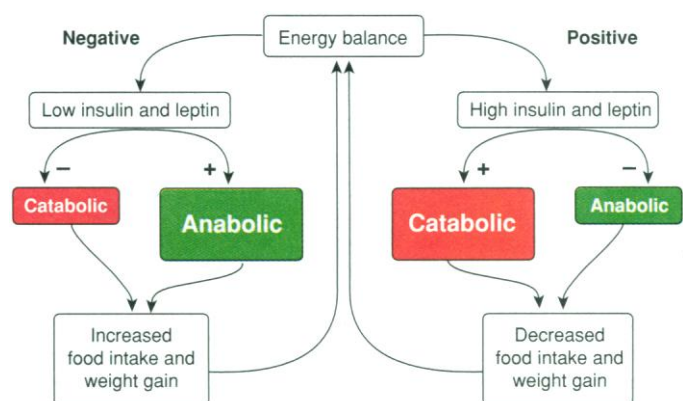 Negative
Energy balance
Positive
Low insulin and leptin
High insulin and leptin
−
+
+
−
Catabolic
Anabolic
Catabolic
Anabolic
Increased
food intake and
weight gain
Decreased
food intake and
weight gain